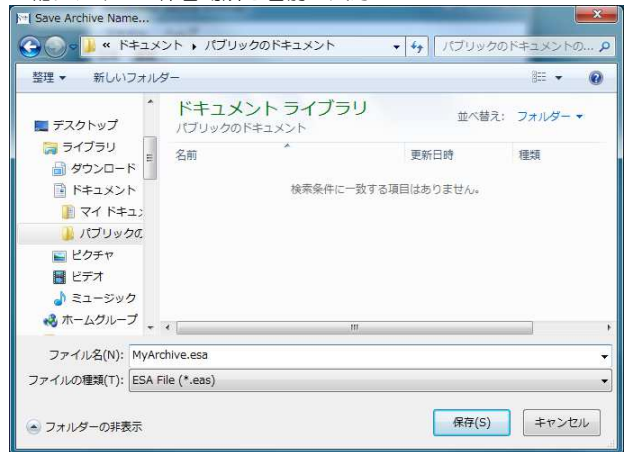 Save Archive Name...
« ドキュメント ▸ パブリックのドキュメント
パブリックのドキュメントの...
整理 ▼ 新しいフォルダー
デスクトップ
ライブラリ
ダウンロード
ドキュメント
マイ ドキュ
パブリックの
ピクチャ
ビデオ
ミュージック
ホームグループ
ドキュメント ライブラリ
パブリックのドキュメント
並べ替え: フォルダー ▼
名前 更新日時 種類
検索条件に一致する項目はありません。
ファイル名(N): MyArchive.esa
ファイルの種類(T): ESA File (*.eas)
フォルダーの非表示
保存(S) キャンセル